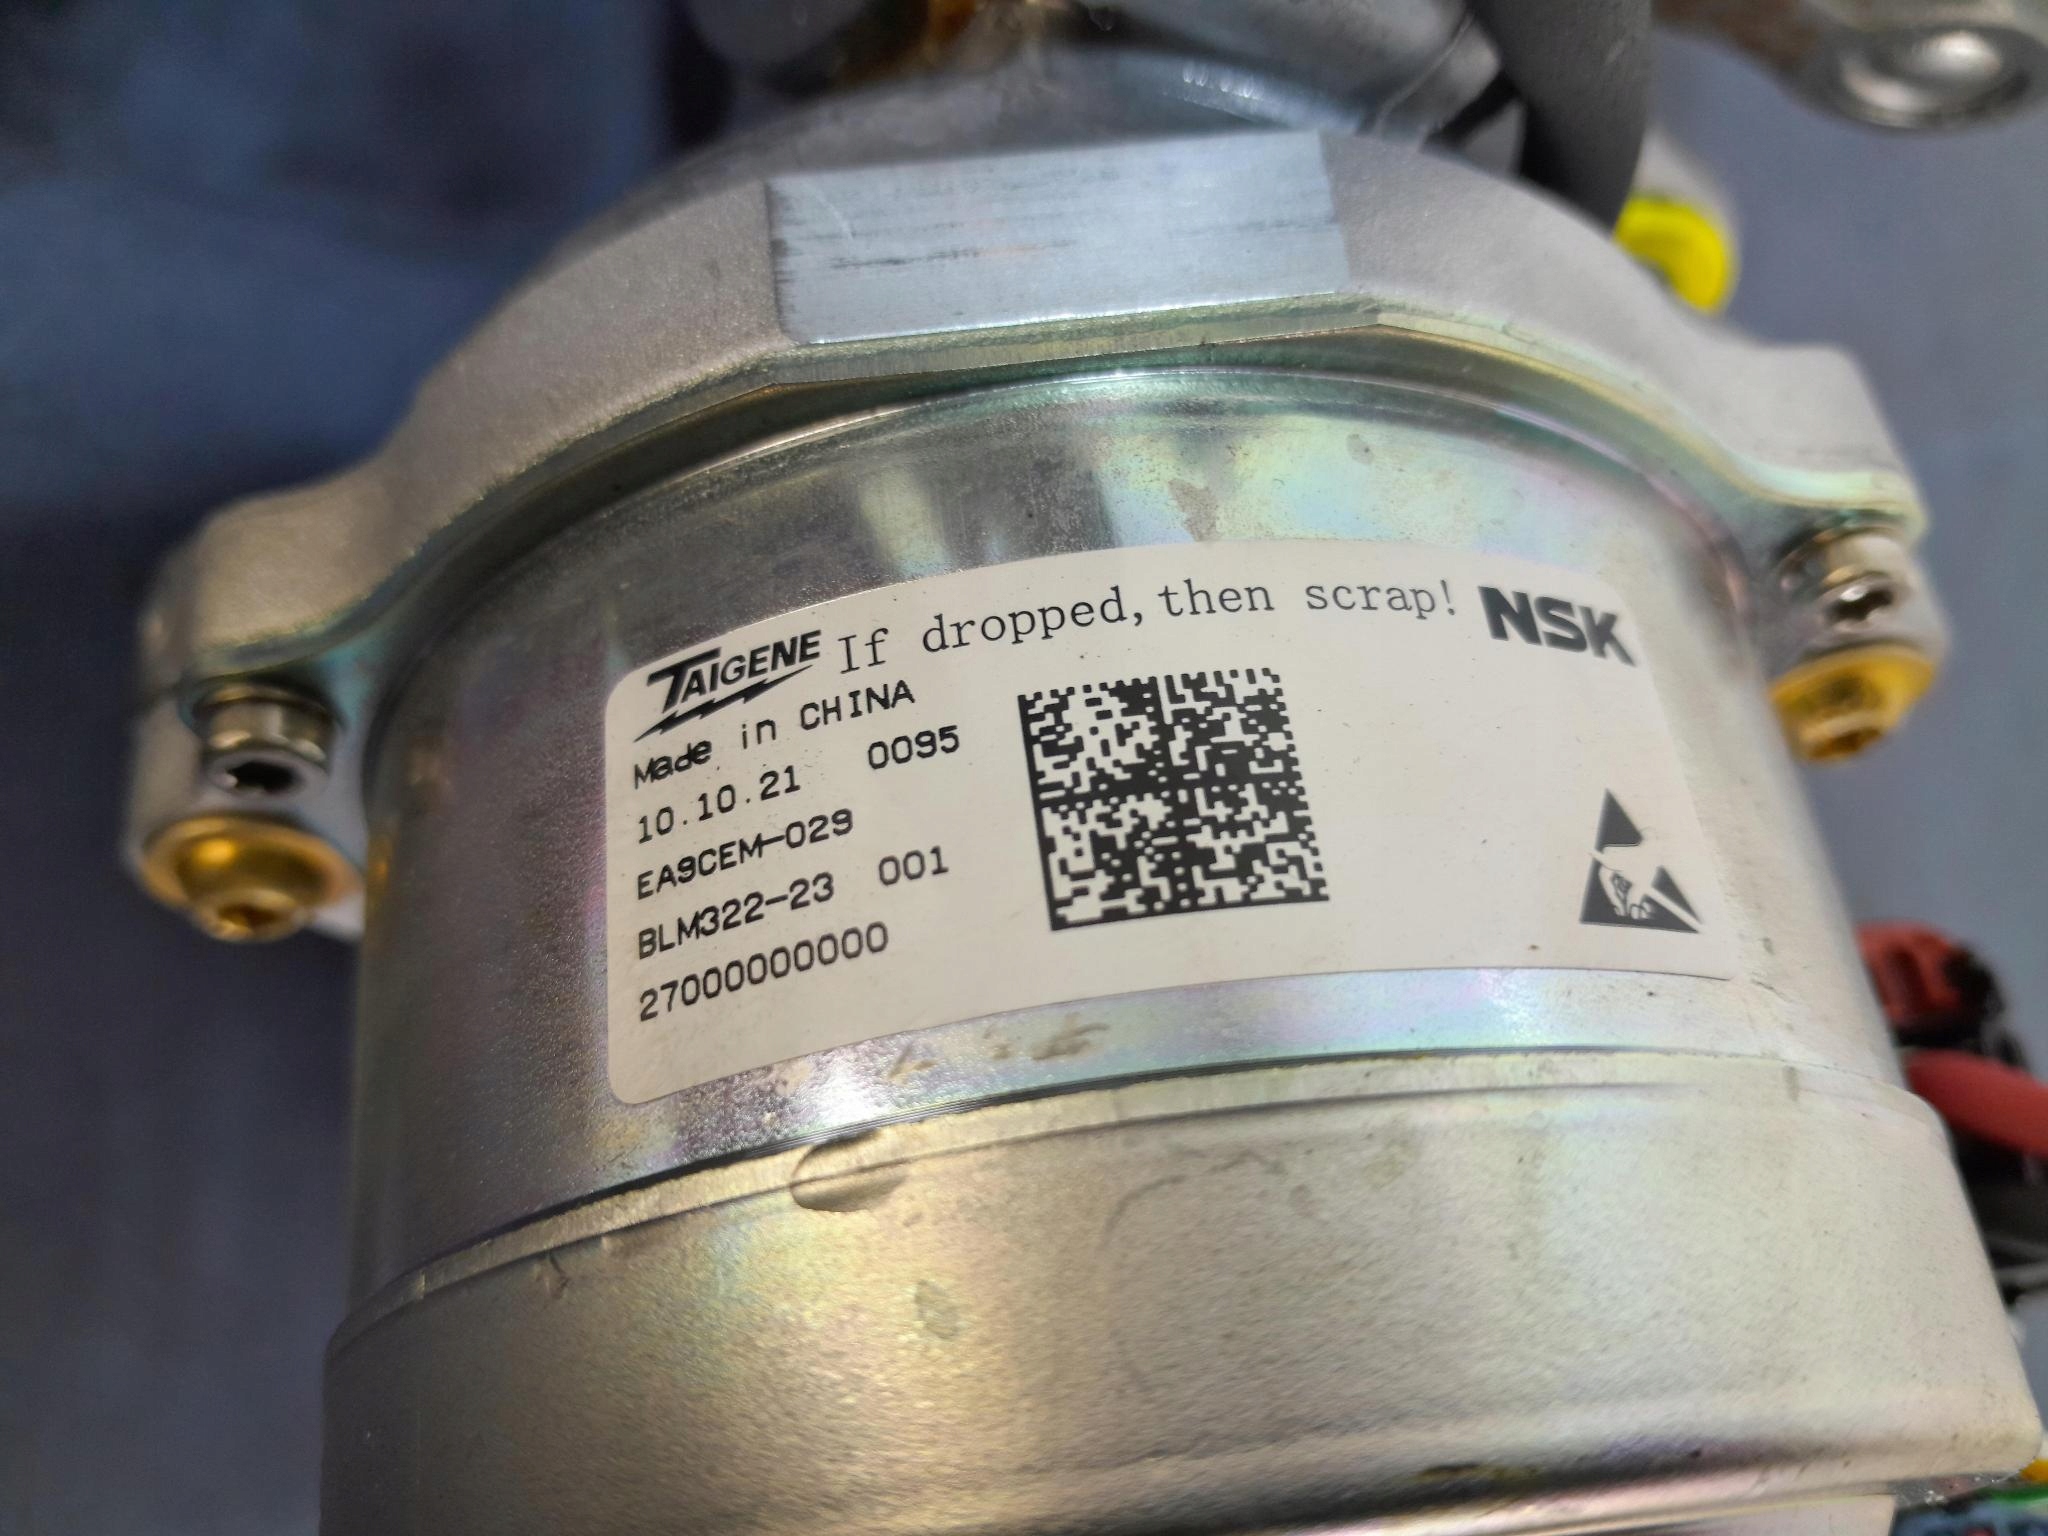 TAIGENE If dropped, then scrap! NSK
Made in CHINA
10.10.21 0095
EA9CEM-029
BLM322-23 001
27000000000